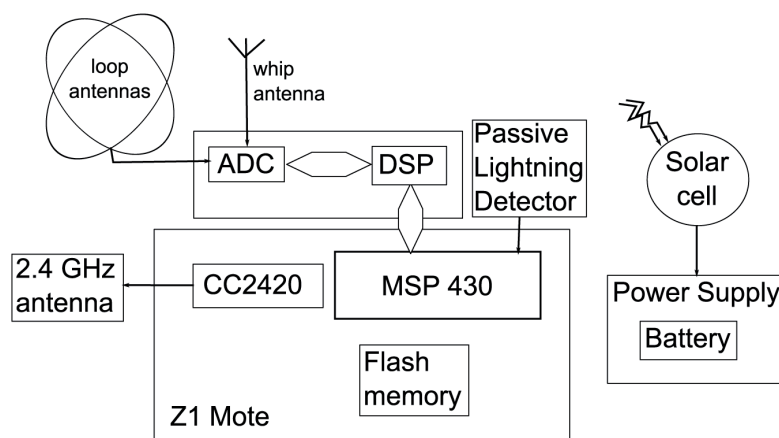 loop
antennas
whip
antenna
ADC
DSP
Passive
Lightning
Detector
Solar
cell
2.4 GHz
antenna
CC2420
MSP 430
Power Supply
Battery
Flash
memory
Z1 Mote